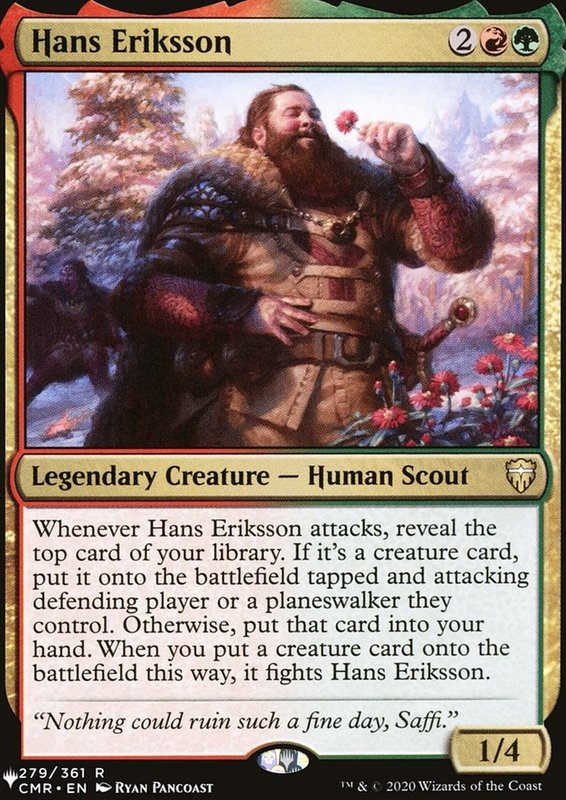 Hans Eriksson 2
Legendary Creature — Human Scout
Whenever Hans Eriksson attacks, reveal the
top card of your library. If it's a creature card,
put it onto the battlefield tapped and attacking
defending player or a planeswalker they
control. Otherwise, put that card into your
hand. When you put a creature card onto the
battlefield this way, it fights Hans Eriksson.
“Nothing could ruin such a fine day, Saffi.”
1/4
279/361 R
CMR • EN Ryan Pancoast
™ & © 2020 Wizards of the Coast